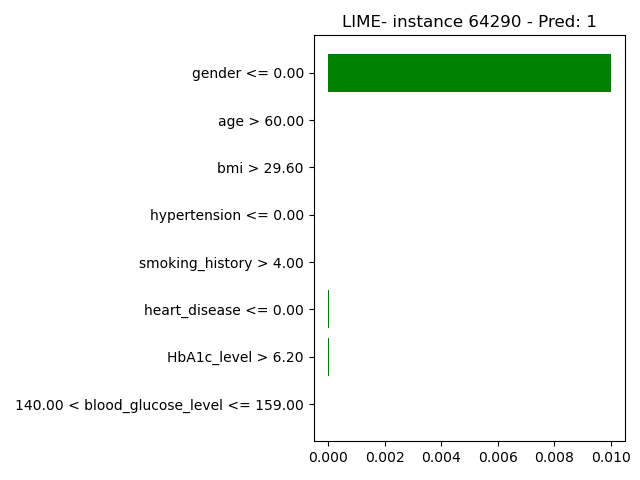 LIME- instance 64290 - Pred: 1
gender <= 0.00
age > 60.00
bmi > 29.60
hypertension <= 0.00
smoking_history > 4.00
heart_disease <= 0.00
HbA1c_level > 6.20
140.00 < blood_glucose_level <= 159.00
0.000 0.002 0.004 0.006 0.008 0.010